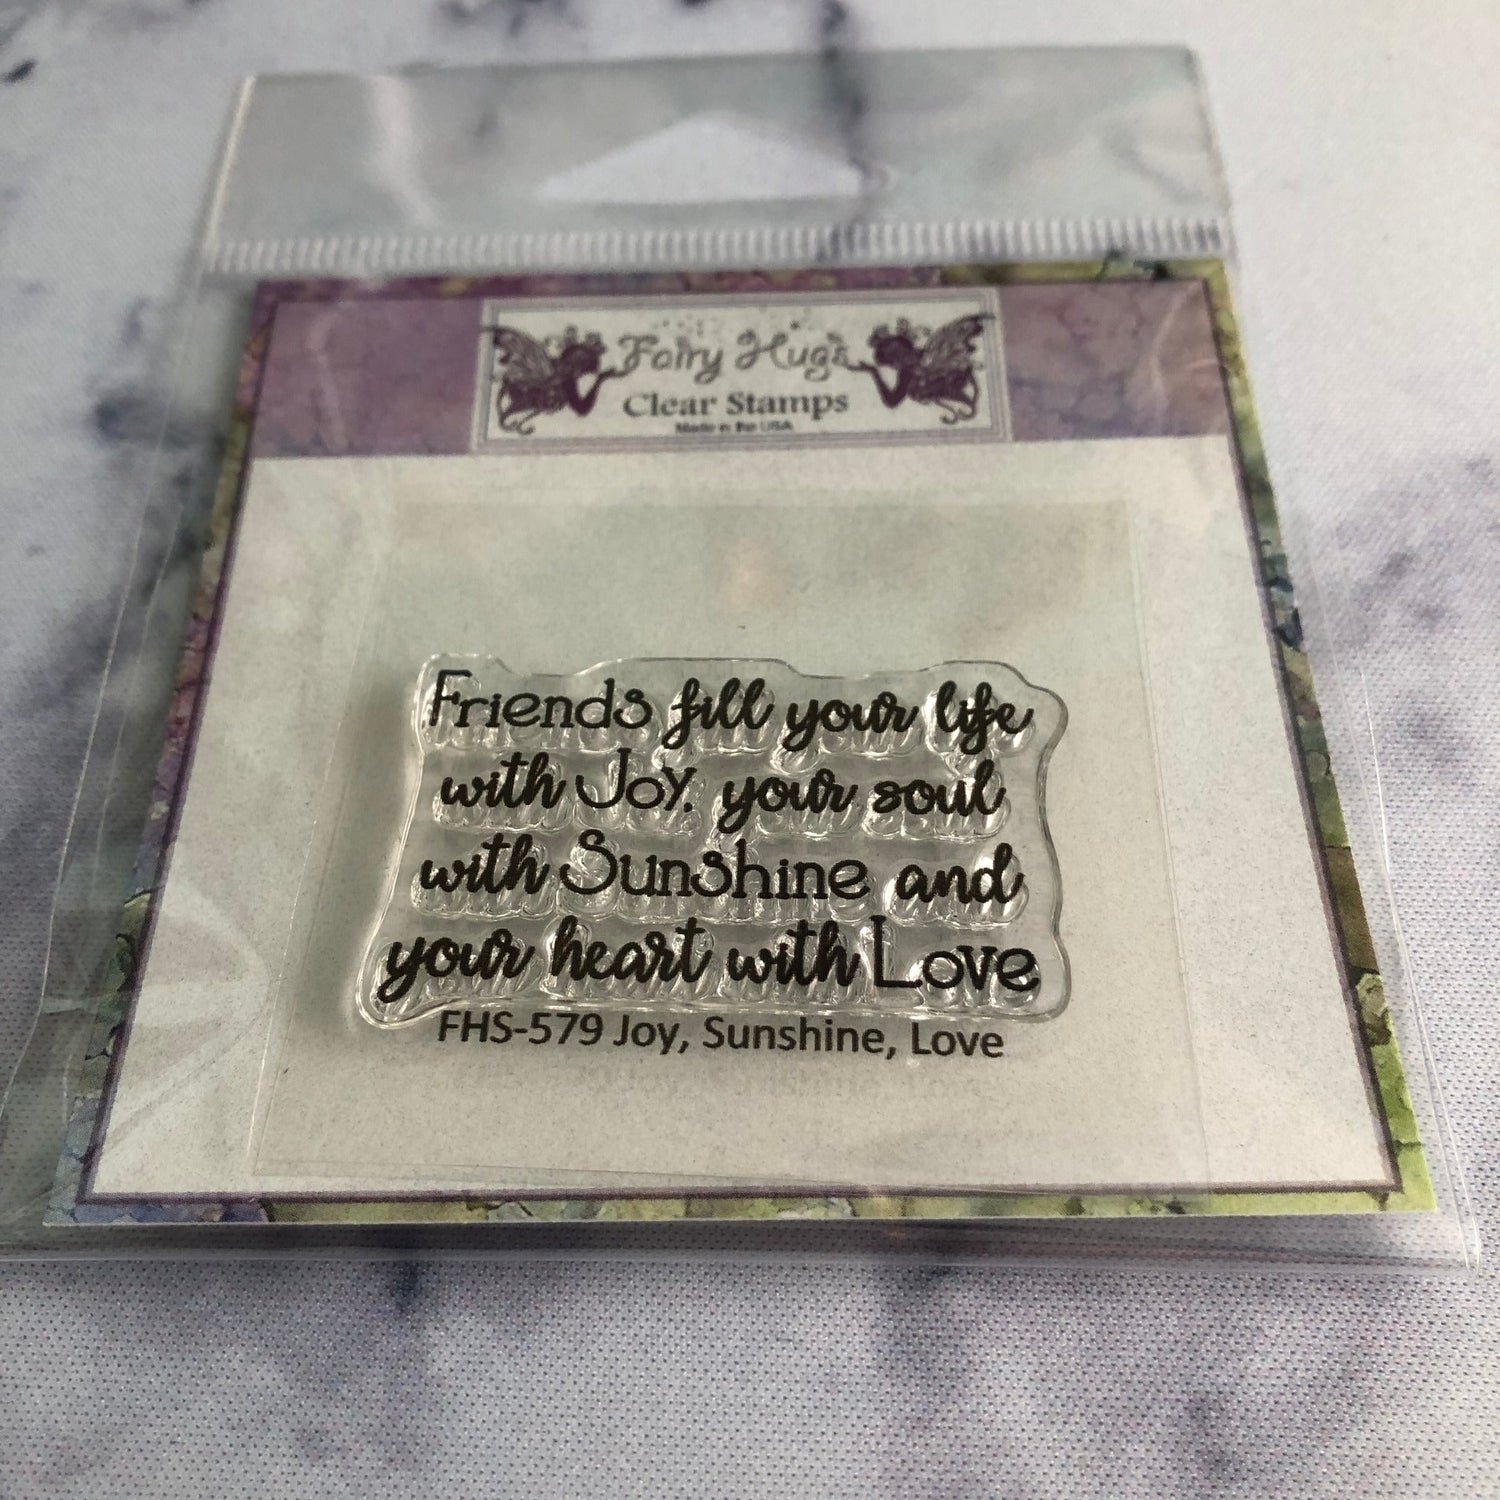 Fairy Hugs
Clear Stamps
Made in the USA
Friends fill your life
with Joy, your soul
with Sunshine and
your heart with Love
FHS-579 Joy, Sunshine, Love